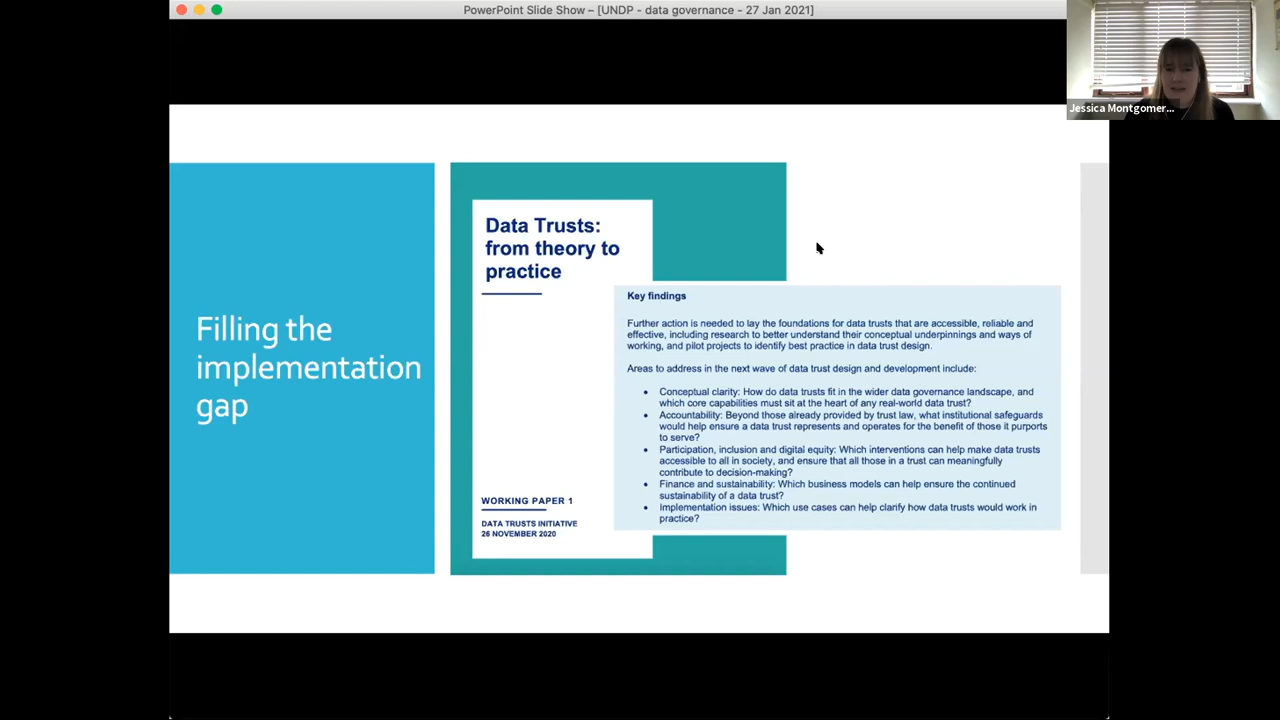 PowerPoint Slide Show – [UNDP - data governance - 27 Jan 2021]
Jessica Montgomer...
Filling the
implementation
gap
Data Trusts:
from theory to
practice
WORKING PAPER 1
DATA TRUSTS INITIATIVE
26 NOVEMBER 2020
Key findings
Further action is needed to lay the foundations for data trusts that are accessible, reliable and
effective, including research to better understand their conceptual underpinnings and ways of
working, and pilot projects to identify best practice in data trust design.
Areas to address in the next wave of data trust design and development include:
• Conceptual clarity: How do data trusts fit in the wider data governance landscape, and
which core capabilities must sit at the heart of any real-world data trust?
• Accountability: Beyond those already provided by trust law, what institutional safeguards
would help ensure a data trust represents and operates for the benefit of those it purports
to serve?
• Participation, inclusion and digital equity: Which interventions can help make data trusts
accessible to all in society, and ensure that all those in a trust can meaningfully
contribute to decision-making?
• Finance and sustainability: Which business models can help ensure the continued
sustainability of a data trust?
• Implementation issues: Which use cases can help clarify how data trusts would work in
practice?